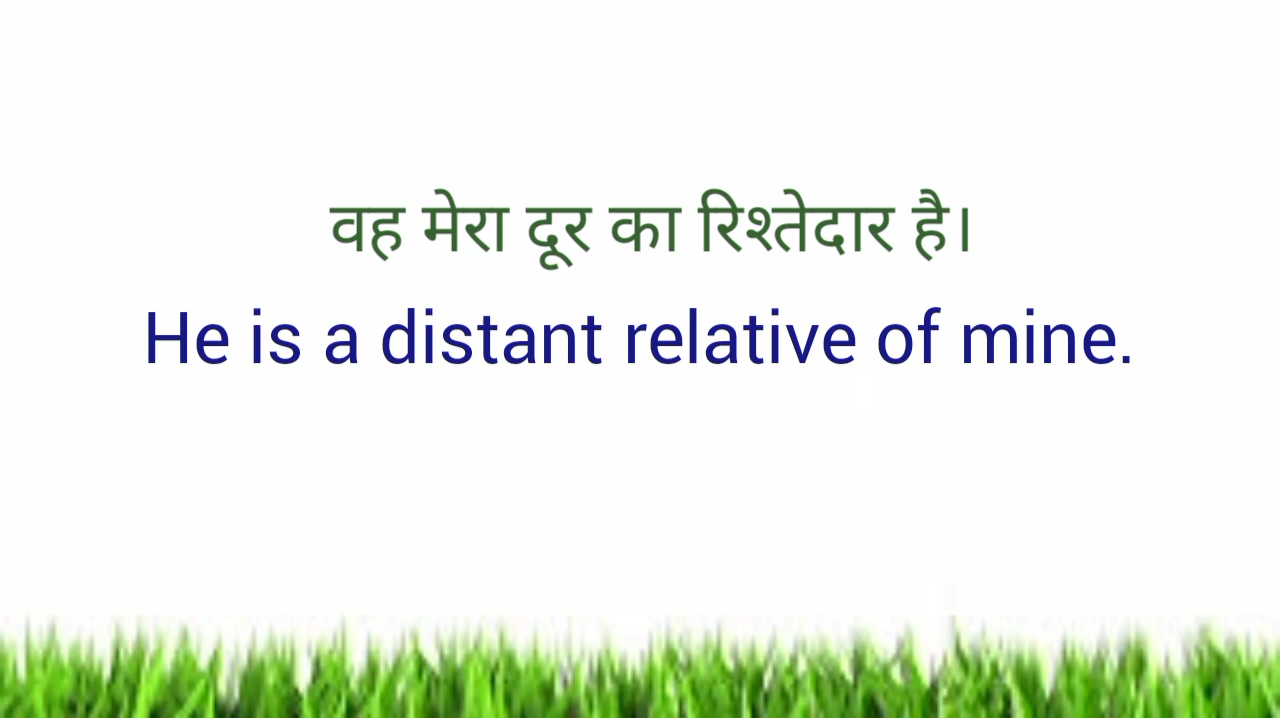 वह मेरा दूर का रिश्तेदार है।
He is a distant relative of mine.